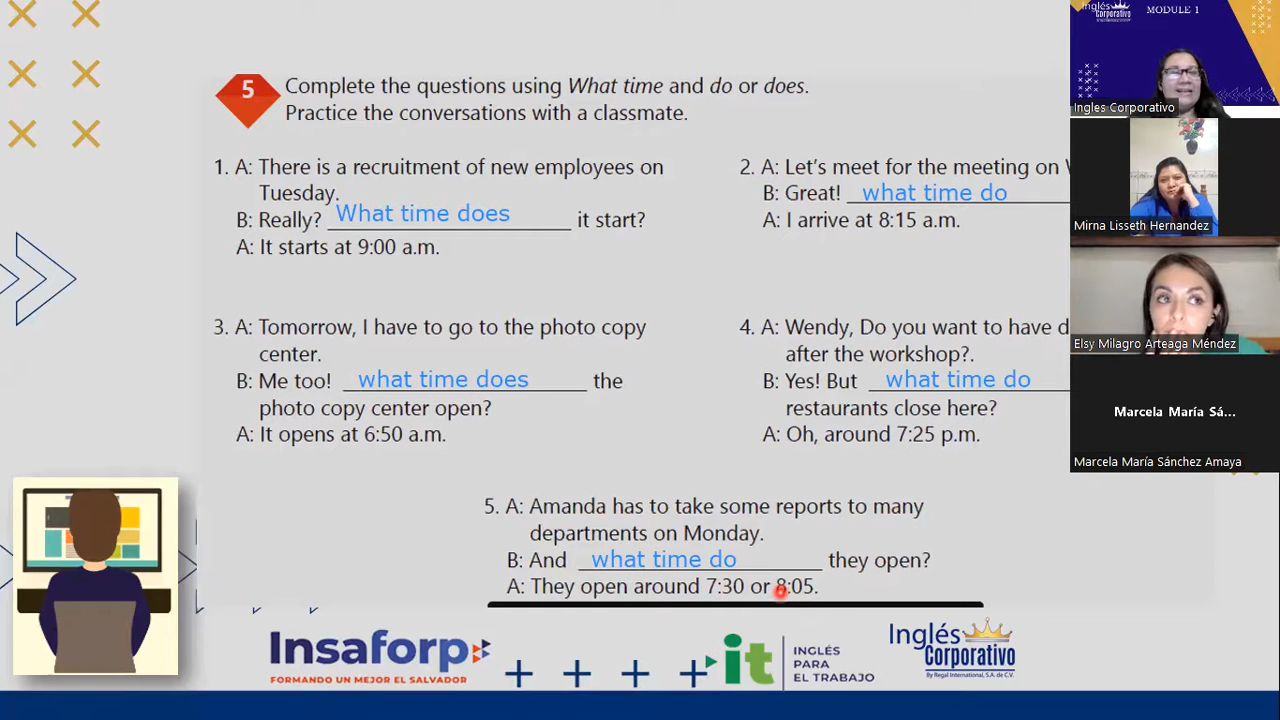 5
Complete the questions using What time and do or does.
Practice the conversations with a classmate.
1. A: There is a recruitment of new employees on
Tuesday.
B: Really? What time does it start?
A: It starts at 9:00 a.m.
2. A: Let's meet for the meeting on
B: Great! what time do
A: I arrive at 8:15 a.m.
3. A: Tomorrow, I have to go to the photo copy
center.
B: Me too! what time does the
photo copy center open?
A: It opens at 6:50 a.m.
4. A: Wendy, Do you want to have d
after the workshop?.
B: Yes! But what time do
restaurants close here?
A: Oh, around 7:25 p.m.
5. A: Amanda has to take some reports to many
departments on Monday.
B: And what time do they open?
A: They open around 7:30 or 8:05.
Insaforp
FORMANDO UN MEJOR EL SALVADOR
it
INGLÉS
PARA
EL TRABAJO
Inglés
Corporativo
By Regal International, S.A. de C.V.
Inglés
Corporativo
MODULE 1
Ingles Corporativo
Mirna Lisseth Hernandez
Elsy Milagro Arteaga Méndez
Marcela María Sá...
Marcela María Sánchez Amaya